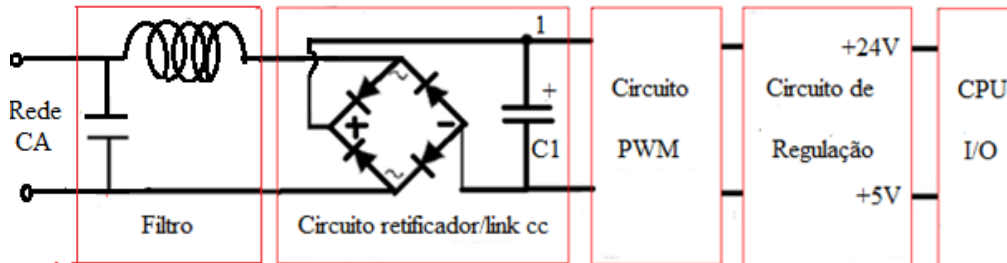 Rede
CA
Filtro
~
+
-
~
1
+
C1
Circuito retificador/link cc
Circuito
PWM
+24V
Circuito de
Regulação
+5V
CPU
I/O